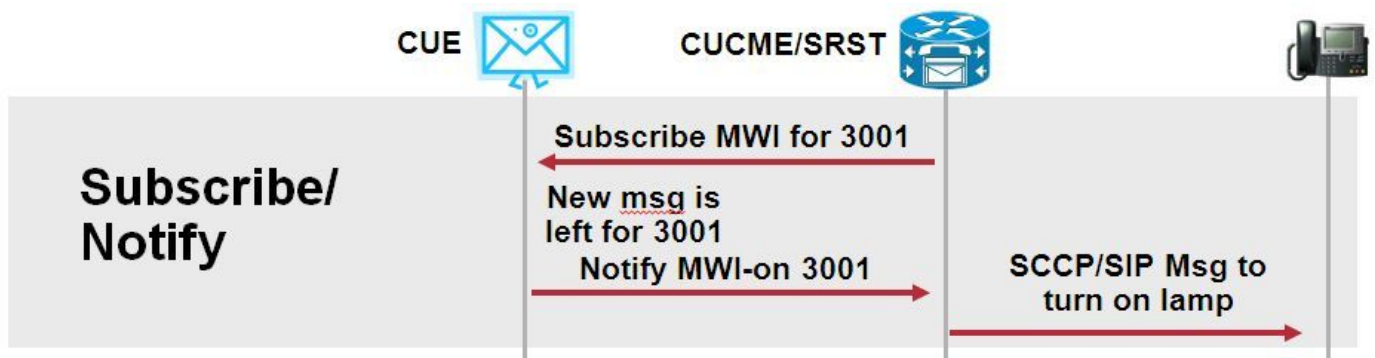 CUE
CUCME/SRST
Subscribe/
Notify
Subscribe MWI for 3001
New msg is
left for 3001
Notify MWI-on 3001
SCCP/SIP Msg to
turn on lamp